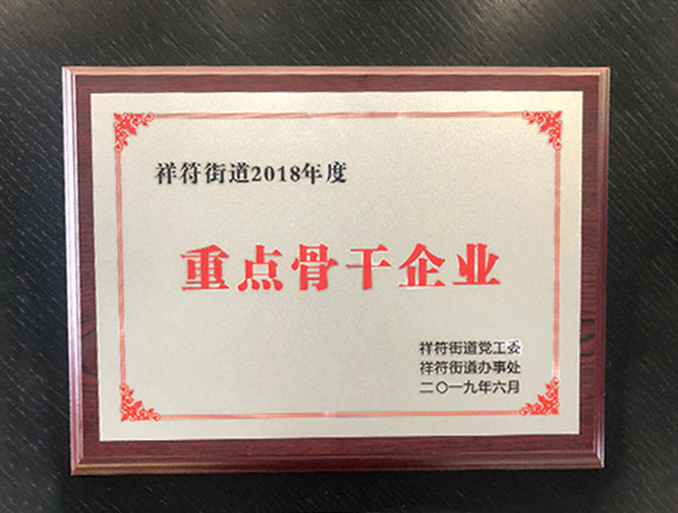 祥符街道2018年度
重点骨干企业
祥符街道党工委
祥符街道办事处
二〇一九年六月